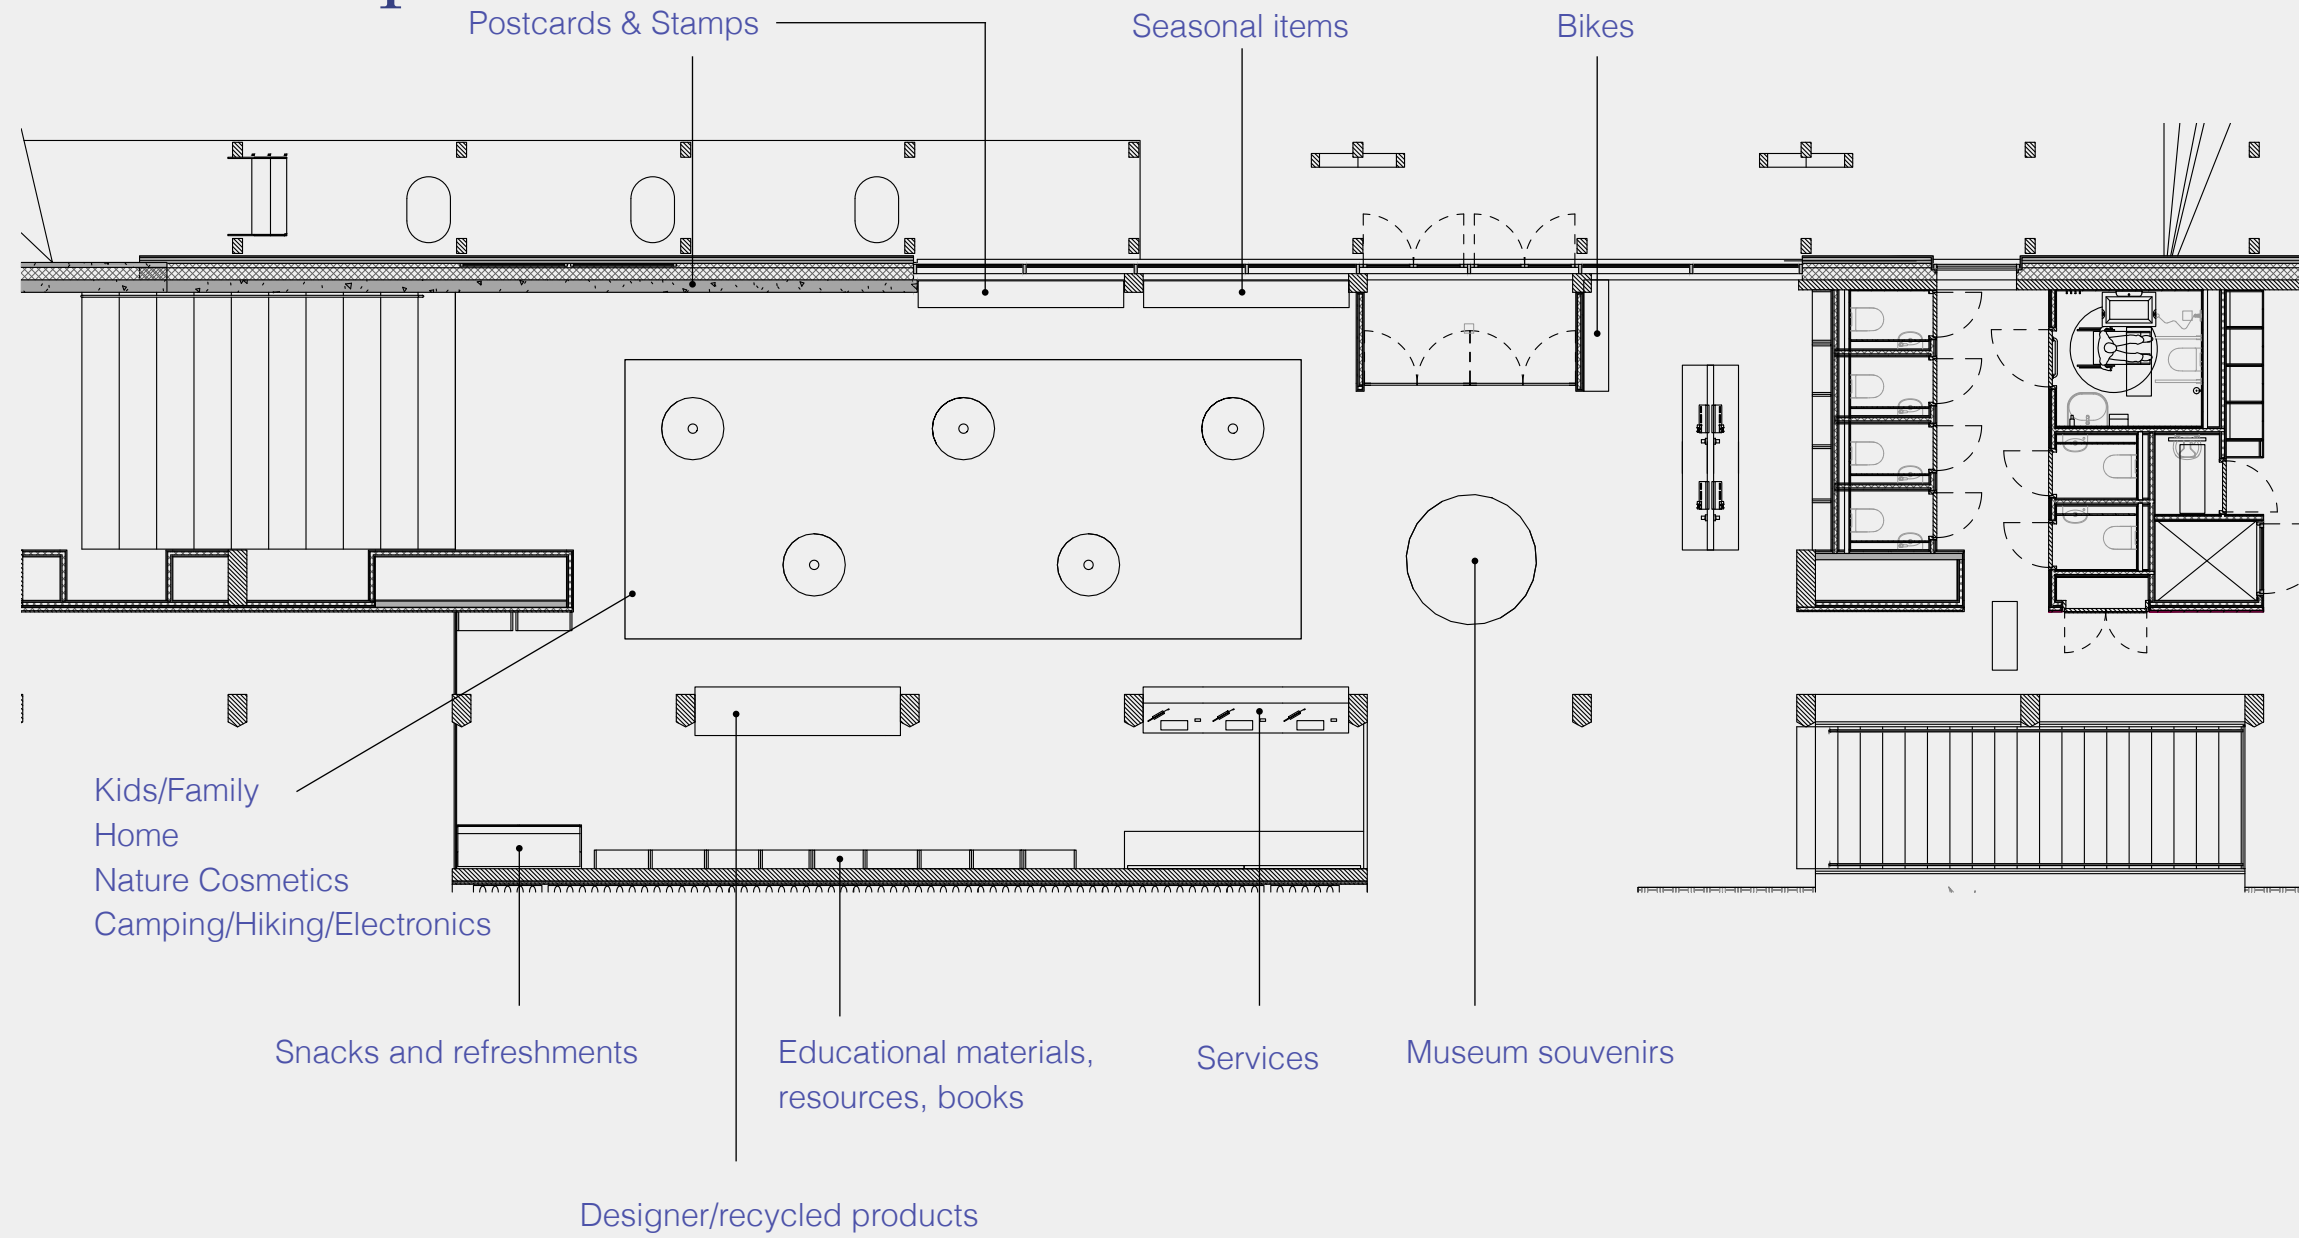 Postcards & Stamps
Seasonal items
Bikes
Kids/Family
Home
Nature Cosmetics
Camping/Hiking/Electronics
Snacks and refreshments
Educational materials,
resources, books
Services
Museum souvenirs
Designer/recycled products